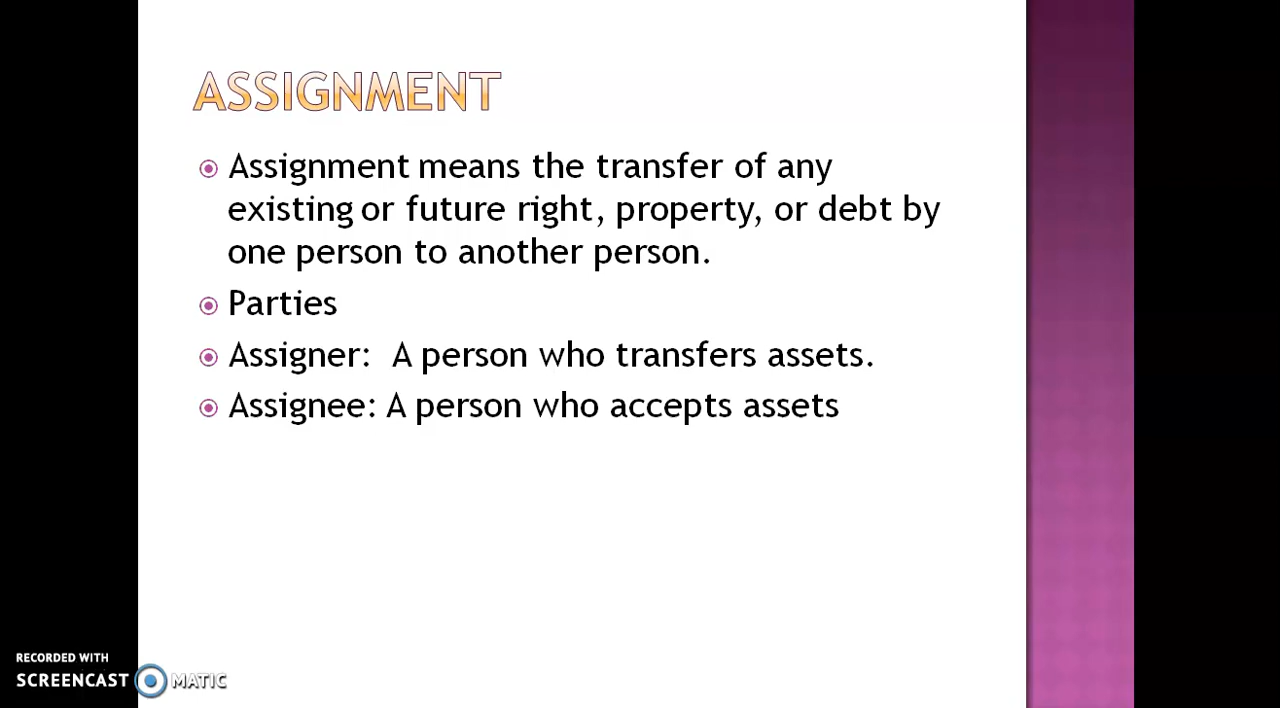 ASSIGNMENT
Assignment means the transfer of any
existing or future right, property, or debt by
one person to another person.
Parties
Assigner:  A person who transfers assets.
Assignee: A person who accepts assets
RECORDED WITH
SCREENCAST MATIC